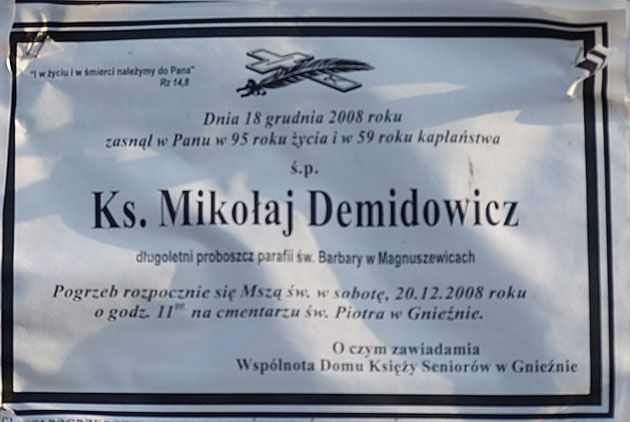 "I w życiu i w śmierci należymy do Pana"
Rz 14,8
Dnia 18 grudnia 2008 roku
zasnął w Panu w 95 roku życia i w 59 roku kapłaństwa
ś.p.
Ks. Mikołaj Demidowicz
długoletni proboszcz parafii św. Barbary w Magnuszewicach
Pogrzeb rozpocznie się Mszą św. w sobotę, 20.12.2008 roku
o godz. 11⁰⁰ na cmentarzu św. Piotra w Gnieźnie.
O czym zawiadamia
Wspólnota Domu Księży Seniorów w Gnieźnie